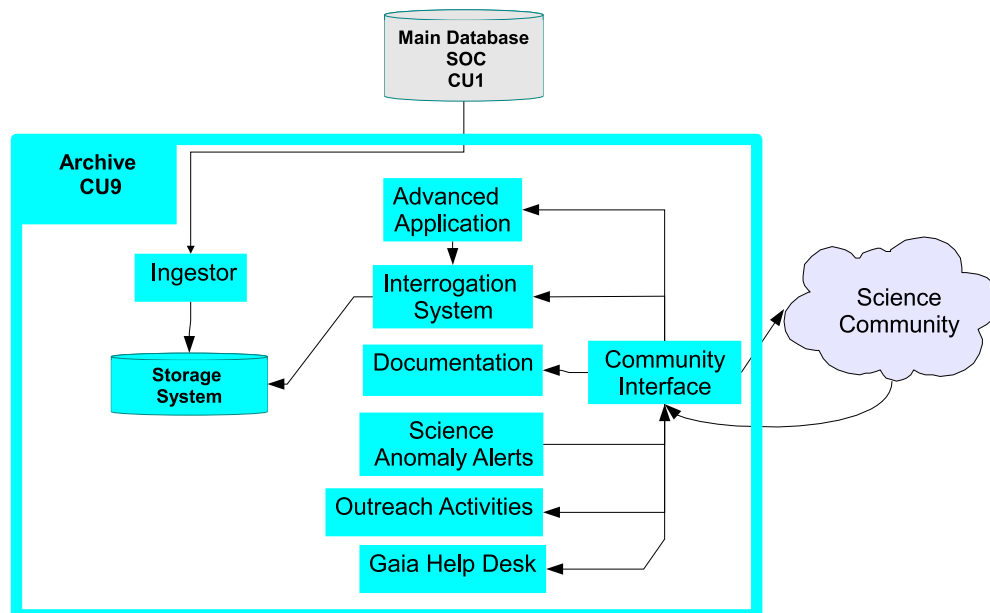 Main Database
SOC
CU1
Archive
CU9
Advanced
Application
Ingestor
Interrogation
System
Science
Community
Documentation
Community
Interface
Storage
System
Science
Anomaly Alerts
Outreach Activities
Gaia Help Desk